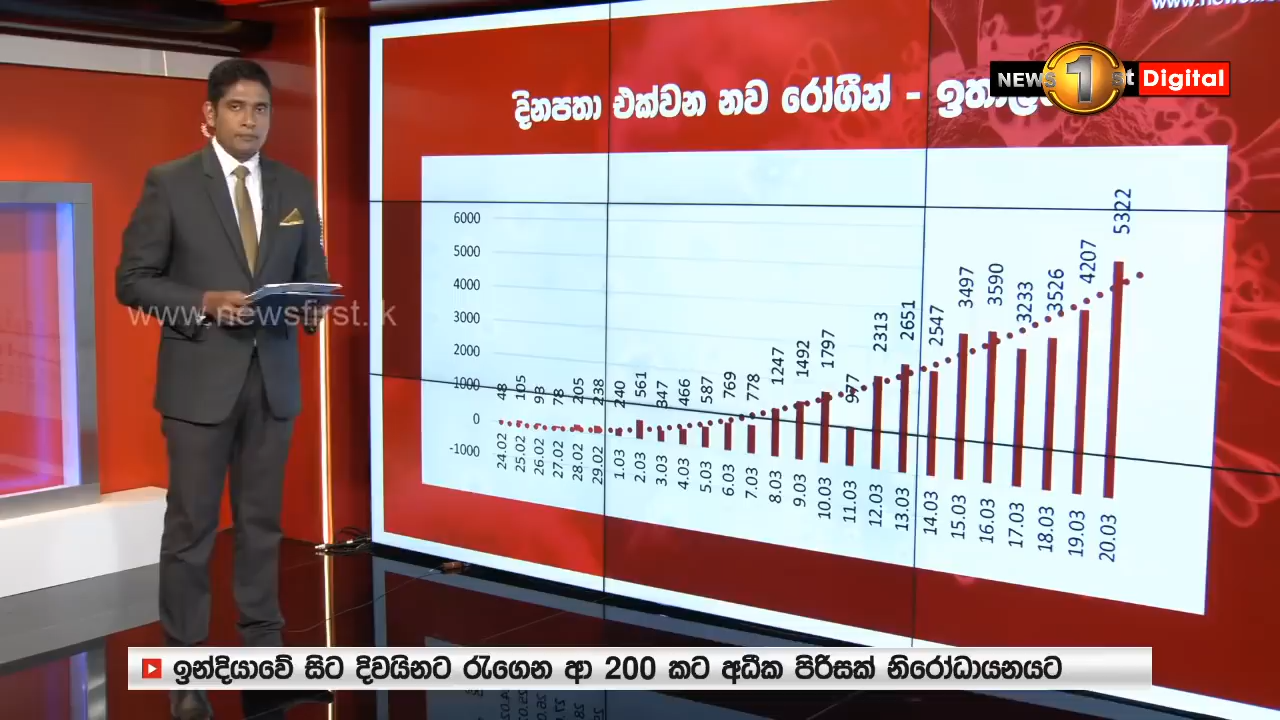 www.newsfi
NEWS 1st Digital
දිනපතා එක්වන නව රෝගීන් -
6000
5000
4000
3000
2000
1000
0
-1000
48 105 93 78 205 238 240 561 347 466 587 769 778 1247 1492 1797 977 2313 2651 2547 3497 3590 3233 3526 4207 5322
24.02 25.02 26.02 27.02 28.02 29.02 1.03 2.03 3.03 4.03 5.03 6.03 7.03 8.03 9.03 10.03 11.03 12.03 13.03 14.03 15.03 16.03 17.03 18.03 19.03 20.03
www.newsfirst.lk
ඉන්දියාවේ සිට දිවයිනට රැගෙන ආ 200 කට අධික පිරිසක් නිරෝධායනයට